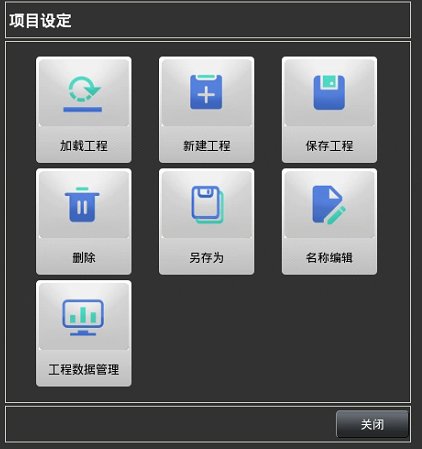 项目设定
加载工程
新建工程
保存工程
删除
另存为
名称编辑
工程数据管理
关闭